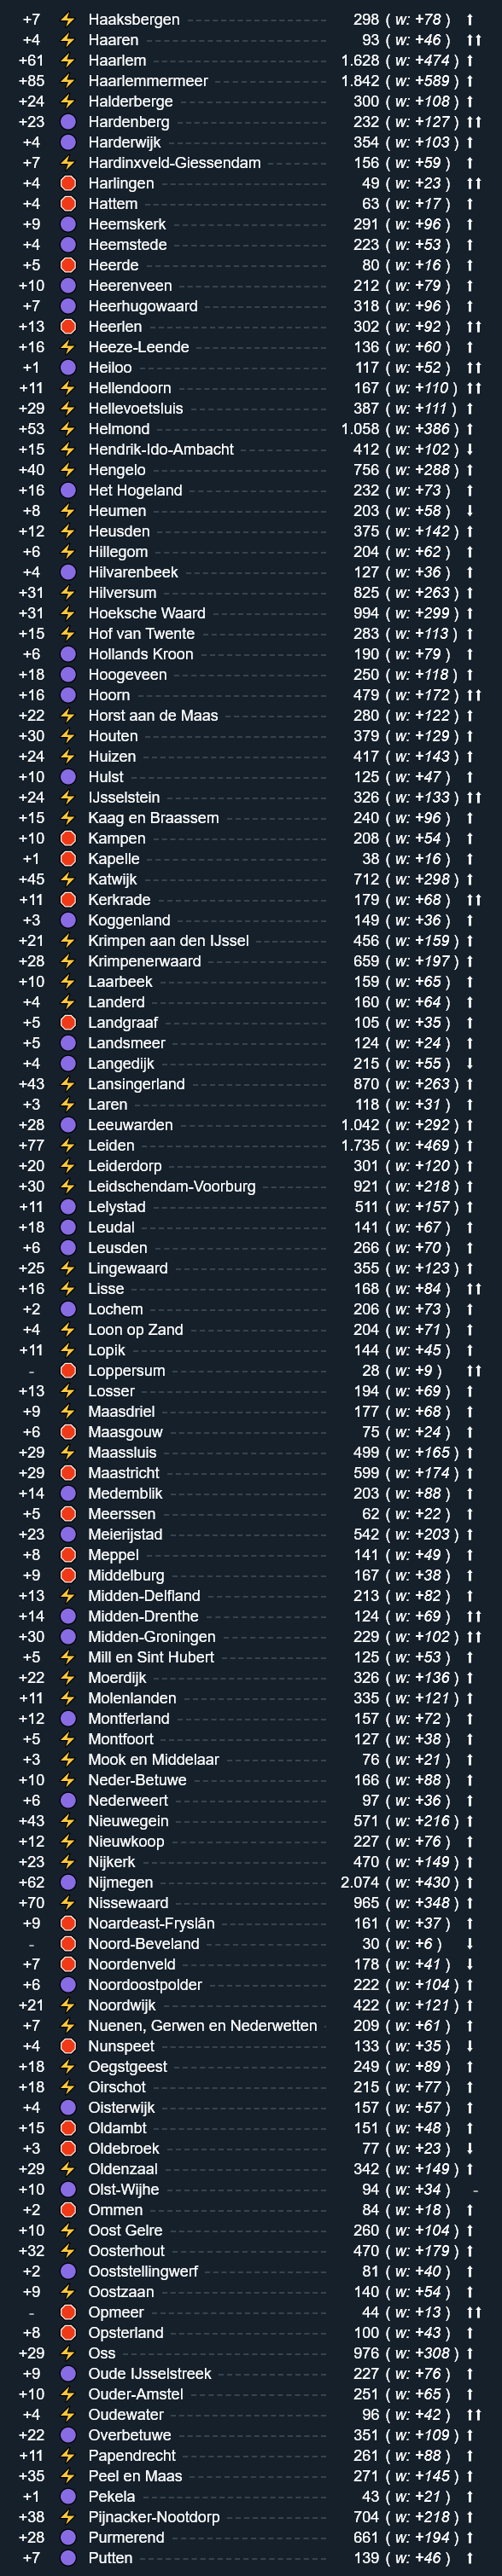 +7 Haaksbergen 298 ( w: +78 )
+4 Haaren 93 ( w: +46 )
+61 Haarlem 1.628 ( w: +474 )
+85 Haarlemmermeer 1.842 ( w: +589 )
+24 Halderberge 300 ( w: +108 )
+23 Hardenberg 232 ( w: +127 )
+4 Harderwijk 354 ( w: +103 )
+7 Hardinxveld-Giessendam 156 ( w: +59 )
+4 Harlingen 49 ( w: +23 )
+4 Hattem 63 ( w: +17 )
+9 Heemskerk 291 ( w: +96 )
+4 Heemstede 223 ( w: +53 )
+5 Heerde 80 ( w: +16 )
+10 Heerenveen 212 ( w: +79 )
+7 Heerhugowaard 318 ( w: +96 )
+13 Heerlen 302 ( w: +92 )
+16 Heeze-Leende 136 ( w: +60 )
+1 Heiloo 117 ( w: +52 )
+11 Hellendoorn 167 ( w: +110 )
+29 Hellevoetsluis 387 ( w: +111 )
+53 Helmond 1.058 ( w: +386 )
+15 Hendrik-Ido-Ambacht 412 ( w: +102 )
+40 Hengelo 756 ( w: +288 )
+16 Het Hogeland 232 ( w: +73 )
+8 Heumen 203 ( w: +58 )
+12 Heusden 375 ( w: +142 )
+6 Hillegom 204 ( w: +62 )
+4 Hilvarenbeek 127 ( w: +36 )
+31 Hilversum 825 ( w: +263 )
+31 Hoeksche Waard 994 ( w: +299 )
+15 Hof van Twente 283 ( w: +113 )
+6 Hollands Kroon 190 ( w: +79 )
+18 Hoogeveen 250 ( w: +118 )
+16 Hoorn 479 ( w: +172 )
+22 Horst aan de Maas 280 ( w: +122 )
+30 Houten 379 ( w: +129 )
+24 Huizen 417 ( w: +143 )
+10 Hulst 125 ( w: +47 )
+24 IJsselstein 326 ( w: +133 )
+15 Kaag en Braassem 240 ( w: +96 )
+10 Kampen 208 ( w: +54 )
+1 Kapelle 38 ( w: +16 )
+45 Katwijk 712 ( w: +298 )
+11 Kerkrade 179 ( w: +68 )
+3 Koggenland 149 ( w: +36 )
+21 Krimpen aan den IJssel 456 ( w: +159 )
+28 Krimpenerwaard 659 ( w: +197 )
+10 Laarbeek 159 ( w: +65 )
+4 Landerd 160 ( w: +64 )
+5 Landgraaf 105 ( w: +35 )
+5 Landsmeer 124 ( w: +24 )
+4 Langedijk 215 ( w: +55 )
+43 Lansingerland 870 ( w: +263 )
+3 Laren 118 ( w: +31 )
+28 Leeuwarden 1.042 ( w: +292 )
+77 Leiden 1.735 ( w: +469 )
+20 Leiderdorp 301 ( w: +120 )
+30 Leidschendam-Voorburg 921 ( w: +218 )
+11 Lelystad 511 ( w: +157 )
+18 Leudal 141 ( w: +67 )
+6 Leusden 266 ( w: +70 )
+25 Lingewaard 355 ( w: +123 )
+16 Lisse 168 ( w: +84 )
+2 Lochem 206 ( w: +73 )
+4 Loon op Zand 204 ( w: +71 )
+11 Lopik 144 ( w: +45 )
- Loppersum 28 ( w: +9 )
+13 Losser 194 ( w: +69 )
+9 Maasdriel 177 ( w: +68 )
+6 Maasgouw 75 ( w: +24 )
+29 Maassluis 499 ( w: +165 )
+29 Maastricht 599 ( w: +174 )
+14 Medemblik 203 ( w: +88 )
+5 Meerssen 62 ( w: +22 )
+23 Meierijstad 542 ( w: +203 )
+8 Meppel 141 ( w: +49 )
+9 Middelburg 167 ( w: +38 )
+13 Midden-Delfland 213 ( w: +82 )
+14 Midden-Drenthe 124 ( w: +69 )
+30 Midden-Groningen 229 ( w: +102 )
+5 Mill en Sint Hubert 125 ( w: +53 )
+22 Moerdijk 326 ( w: +136 )
+11 Molenlanden 335 ( w: +121 )
+12 Montferland 157 ( w: +72 )
+5 Montfoort 127 ( w: +38 )
+3 Mook en Middelaar 76 ( w: +21 )
+10 Neder-Betuwe 166 ( w: +88 )
+6 Nederweert 97 ( w: +36 )
+43 Nieuwegein 571 ( w: +216 )
+12 Nieuwkoop 227 ( w: +76 )
+23 Nijkerk 470 ( w: +149 )
+62 Nijmegen 2.074 ( w: +430 )
+70 Nissewaard 965 ( w: +348 )
+9 Noardeast-Fryslân 161 ( w: +37 )
- Noord-Beveland 30 ( w: +6 )
+7 Noordenveld 178 ( w: +41 )
+6 Noordoostpolder 222 ( w: +104 )
+21 Noordwijk 422 ( w: +121 )
+7 Nuenen, Gerwen en Nederwetten 209 ( w: +61 )
+4 Nunspeet 133 ( w: +35 )
+18 Oegstgeest 249 ( w: +89 )
+18 Oirschot 215 ( w: +77 )
+4 Oisterwijk 157 ( w: +57 )
+15 Oldambt 151 ( w: +48 )
+3 Oldebroek 77 ( w: +23 )
+29 Oldenzaal 342 ( w: +149 )
+10 Olst-Wijhe 94 ( w: +34 ) -
+2 Ommen 84 ( w: +18 )
+10 Oost Gelre 260 ( w: +104 )
+32 Oosterhout 470 ( w: +179 )
+2 Ooststellingwerf 81 ( w: +40 )
+9 Oostzaan 140 ( w: +54 )
- Opmeer 44 ( w: +13 )
+8 Opsterland 100 ( w: +43 )
+29 Oss 976 ( w: +308 )
+9 Oude IJsselstreek 227 ( w: +76 )
+10 Ouder-Amstel 251 ( w: +65 )
+4 Oudewater 96 ( w: +42 )
+22 Overbetuwe 351 ( w: +109 )
+11 Papendrecht 261 ( w: +88 )
+35 Peel en Maas 271 ( w: +145 )
+1 Pekela 43 ( w: +21 )
+38 Pijnacker-Nootdorp 704 ( w: +218 )
+28 Purmerend 661 ( w: +194 )
+7 Putten 139 ( w: +46 )